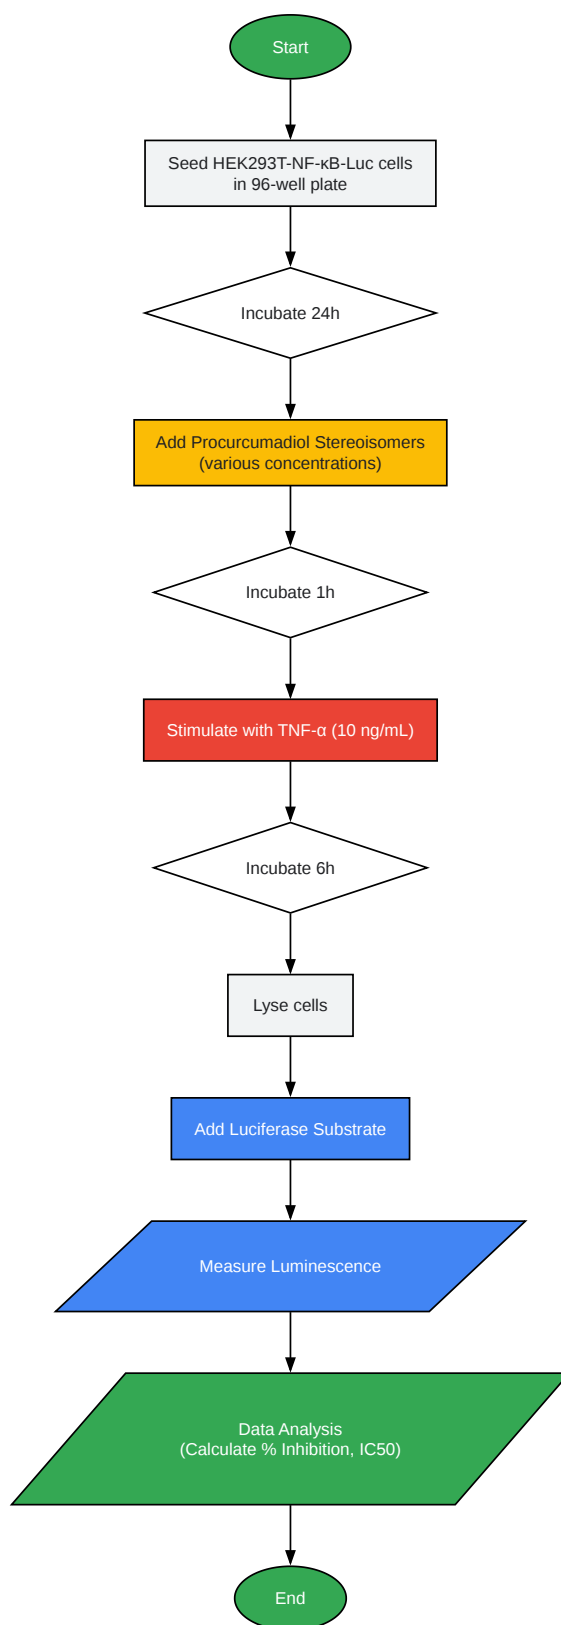 Start
Seed HEK293T-NF-κB-Luc cells
in 96-well plate
Incubate 24h
Add Procurcumadiol Stereoisomers
(various concentrations)
Incubate 1h
Stimulate with TNF-α (10 ng/mL)
Incubate 6h
Lyse cells
Add Luciferase Substrate
Measure Luminescence
Data Analysis
(Calculate % Inhibition, IC50)
End